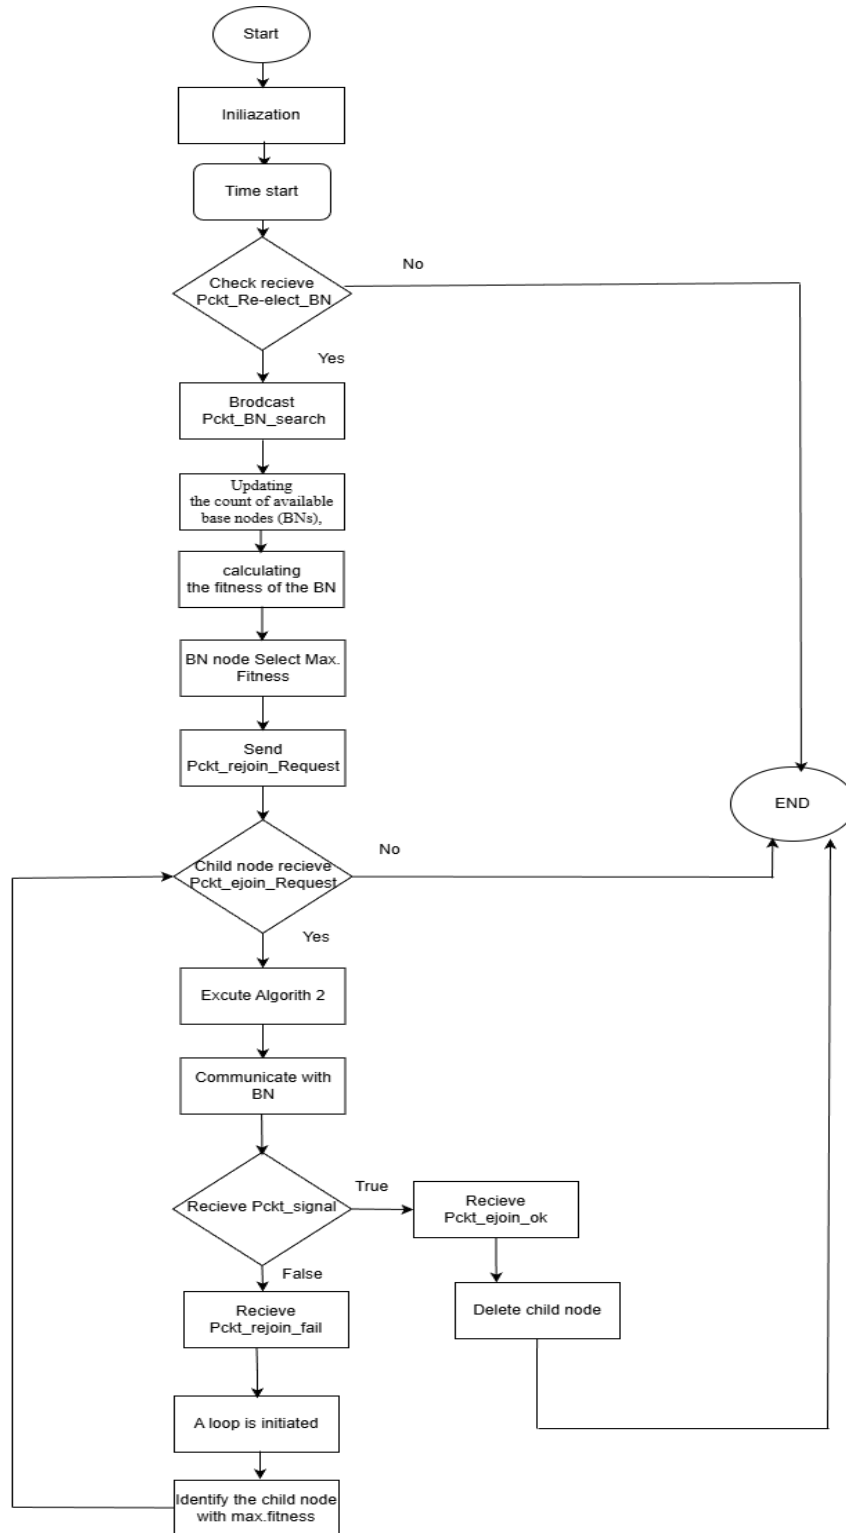 Start
Iniliazation
Time start
Check recieve
Pckt_Re-elect_BN
No
Yes
Brodcast
Pckt_BN_search
Updating
the count of available
base nodes (BNs),
calculating
the fitness of the BN
BN node Select Max.
Fitness
Send
Pckt_rejoin_Request
END
Child node recieve
Pckt_ejoin_Request
No
Yes
Excute Algorith 2
Communicate with
BN
Recieve Pckt_signal
True
Recieve
Pckt_ejoin_ok
False
Recieve
Pckt_rejoin_fail
Delete child node
A loop is initiated
Identify the child node
with max.fitness